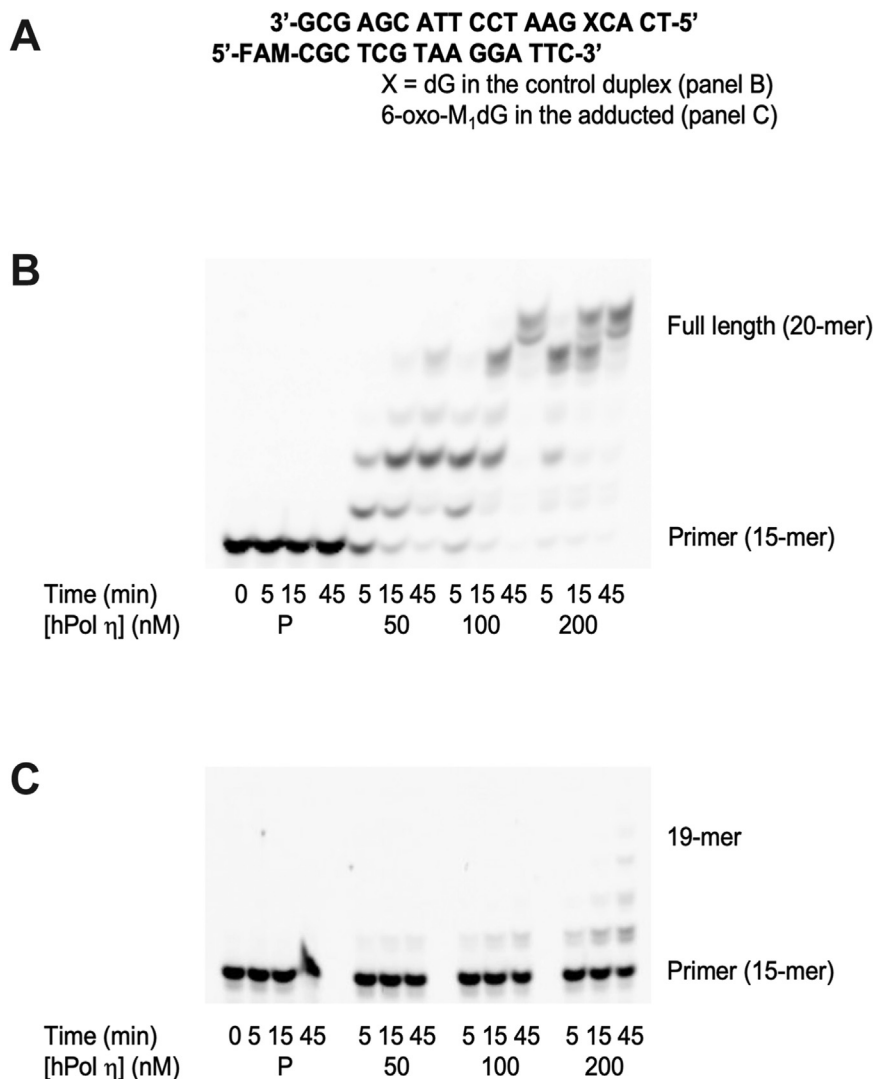 A
3’-GCG AGC ATT CCT AAG XCA CT-5’
5’-FAM-CGC TCG TAA GGA TTC-3’
X = dG in the control duplex (panel B)
6-oxo-M₁dG in the adducted (panel C)
B
Full length (20-mer)
Primer (15-mer)
Time (min) 0 5 15 45 5 15 45 5 15 45 5 15 45
[hPol η] (nM) P 50 100 200
C
19-mer
Primer (15-mer)
Time (min) 0 5 15 45 5 15 45 5 15 45 5 15 45
[hPol η] (nM) P 50 100 200